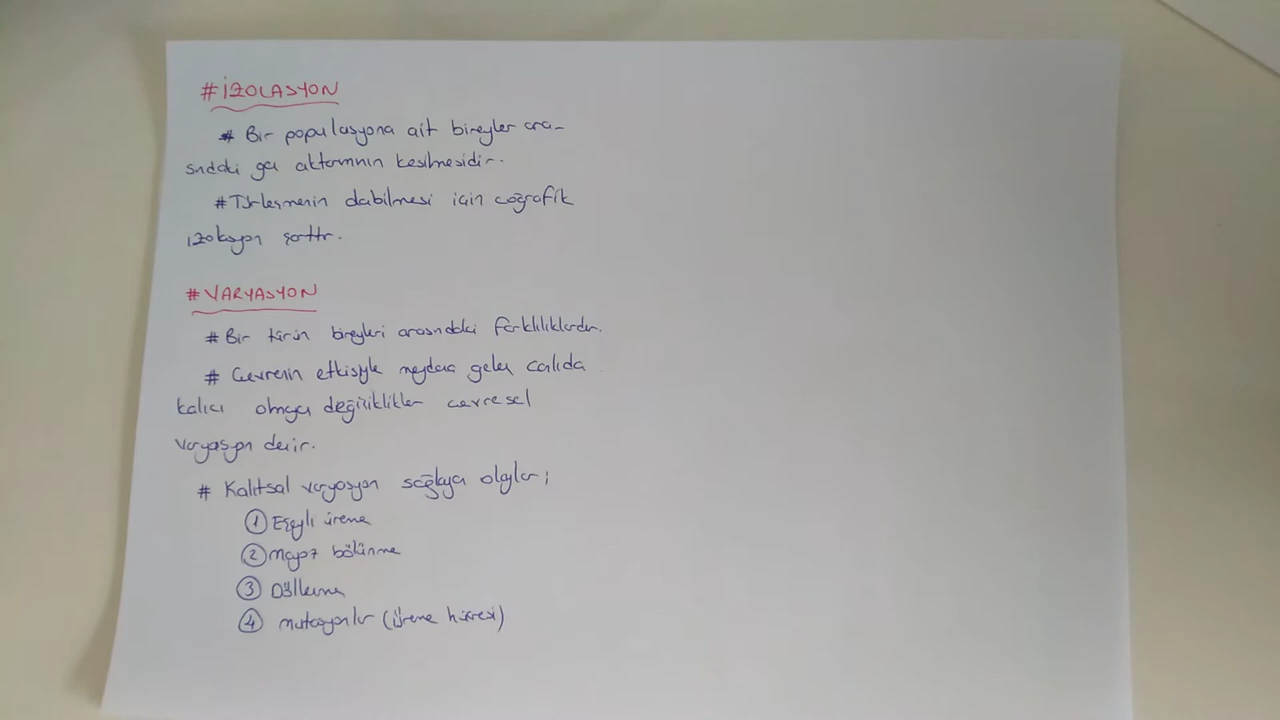 #İZOLASYON
# Bir populasyona ait bireyler ara-
sındaki gen aktarımının kesilmesidir.
#Türleşmenin olabilmesi için coğrafik
izolasyon şarttır.
#VARYASYON
# Bir türün bireyleri arasındaki farklılıklardır.
# Çevrenin etkisiyle meydana gelen canlıda
kalıcı olmayan değişiklikler çevresel
varyasyon denir.
# Kalıtsal varyasyon sağlayan olaylar;
① Eşeyli üreme
② Mayoz bölünme
③ Döllenme
④ mutasyonlar (üreme hücresi)